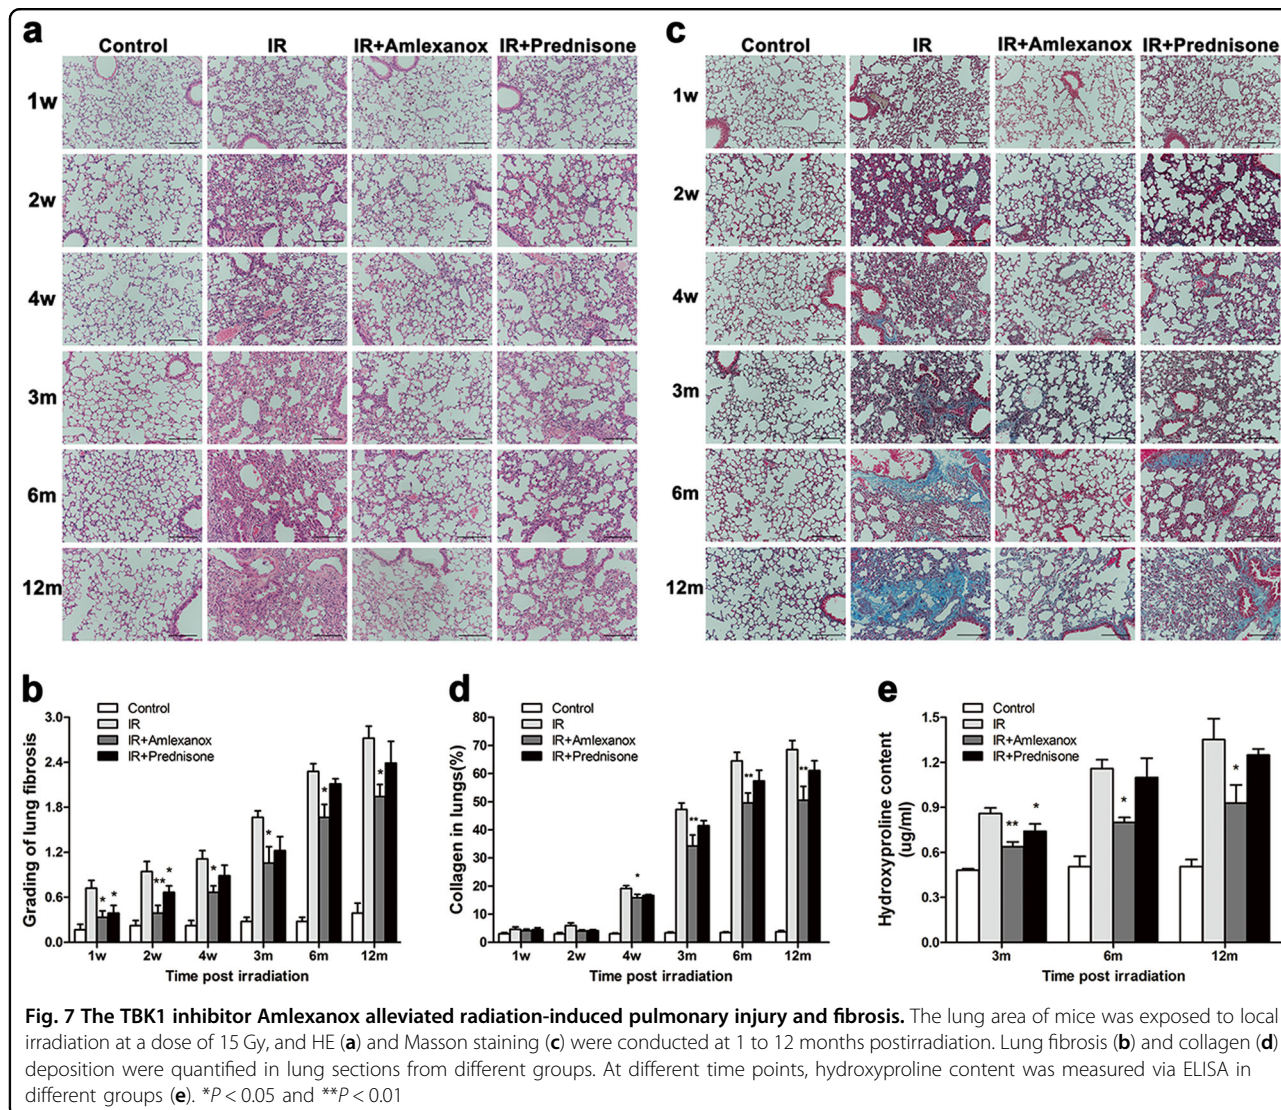 a
Control IR IR+Amlexanox IR+Prednisone
1w
2w
4w
3m
6m
12m
c
Control IR IR+Amlexanox IR+Prednisone
1w
2w
4w
3m
6m
12m
b
Control
IR
IR+Amlexanox
IR+Prednisone
Grading of lung fibrosis
3.0
2.4
1.8
1.2
0.6
0.0
* * ** * * * * *
1w 2w 4w 3m 6m 12m
Time post irradiation
d
Control
IR
IR+Amlexanox
IR+Prednisone
Collagen in lungs(%)
80
70
60
50
40
30
20
10
0
* ** ** **
1w 2w 4w 3m 6m 12m
Time post irradiation
e
Control
IR
IR+Amlexanox
IR+Prednisone
Hydroxyproline content
(ug/ml)
1.5
1.2
0.9
0.6
0.3
0.0
** * * *
3m 6m 12m
Time post irradiation
Fig. 7 The TBK1 inhibitor Amlexanox alleviated radiation-induced pulmonary injury and fibrosis. The lung area of mice was exposed to local
irradiation at a dose of 15 Gy, and HE (a) and Masson staining (c) were conducted at 1 to 12 months postirradiation. Lung fibrosis (b) and collagen (d)
deposition were quantified in lung sections from different groups. At different time points, hydroxyproline content was measured via ELISA in
different groups (e). *P < 0.05 and **P < 0.01